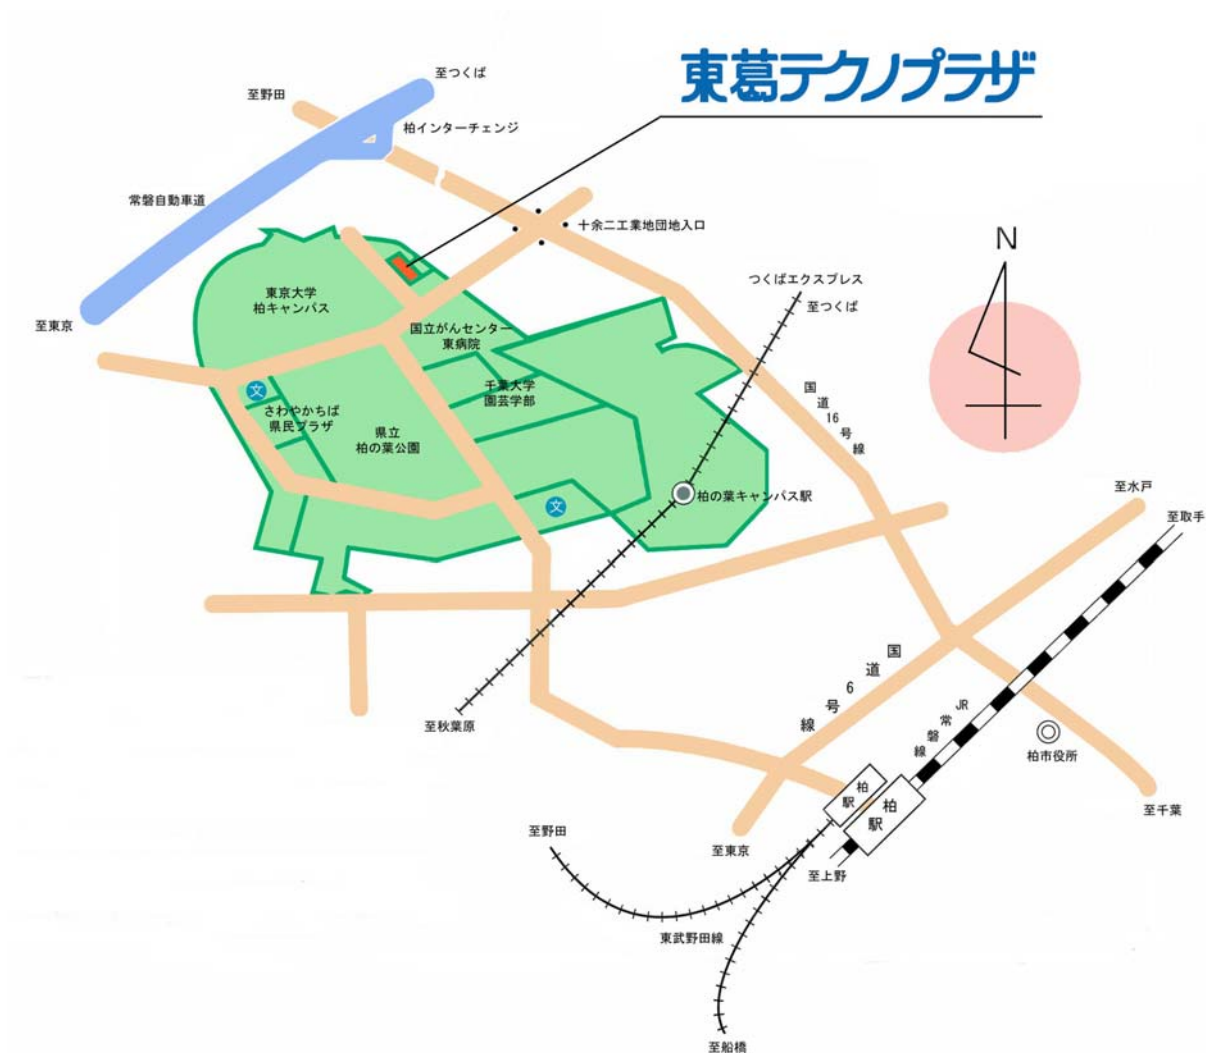 東葛テクノプラザ
至つくば
至野田
柏インターチェンジ
常磐自動車道
十余二工業地団地入口
N
つくばエクスプレス
至つくば
東京大学
柏キャンパス
至東京
国立がんセンター
東病院
千葉大学
園芸学部
国道16号線
文
さわやかちば
県民プラザ
県立
柏の葉公園
柏の葉キャンパス駅
文
至水戸
至取手
国道6号線
JR常磐線
至秋葉原
柏市役所
柏駅
柏駅
至千葉
至野田
至東京
至上野
東武野田線
至船橋